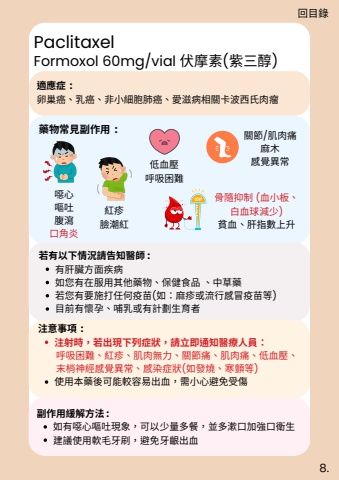 回目錄
Paclitaxel
Formoxol 60mg/vial 伏摩素(紫三醇)
適應症：
卵巢癌、乳癌、非小細胞肺癌、愛滋病相關卡波西氏肉瘤
藥物常見副作用：
噁心
嘔吐
腹瀉
口角炎
紅疹
臉潮紅
低血壓
呼吸困難
關節/肌肉痛
麻木
感覺異常
骨隨抑制 (血小板、
白血球減少)
貧血、肝指數上升
若有以下情況請告知醫師：
• 有肝臟方面疾病
• 如您有在服用其他藥物、保健食品、中草藥
• 若您有要施打任何疫苗(如：麻疹或流行感冒疫苗等)
• 目前有懷孕、哺乳或有計劃生育者
注意事項：
• 注射時，若出現下列症狀，請立即通知醫療人員：
呼吸困難、紅疹、肌肉無力、關節痛、肌肉痛、低血壓、
末梢神經感覺異常、感染症狀(如發燒、寒顫等)
• 使用本藥後可能較容易出血，需小心避免受傷
副作用緩解方法：
• 如有噁心嘔吐現象，可以少量多餐，並多漱口加強口衛生
• 建議使用軟毛牙刷，避免牙齦出血
8.